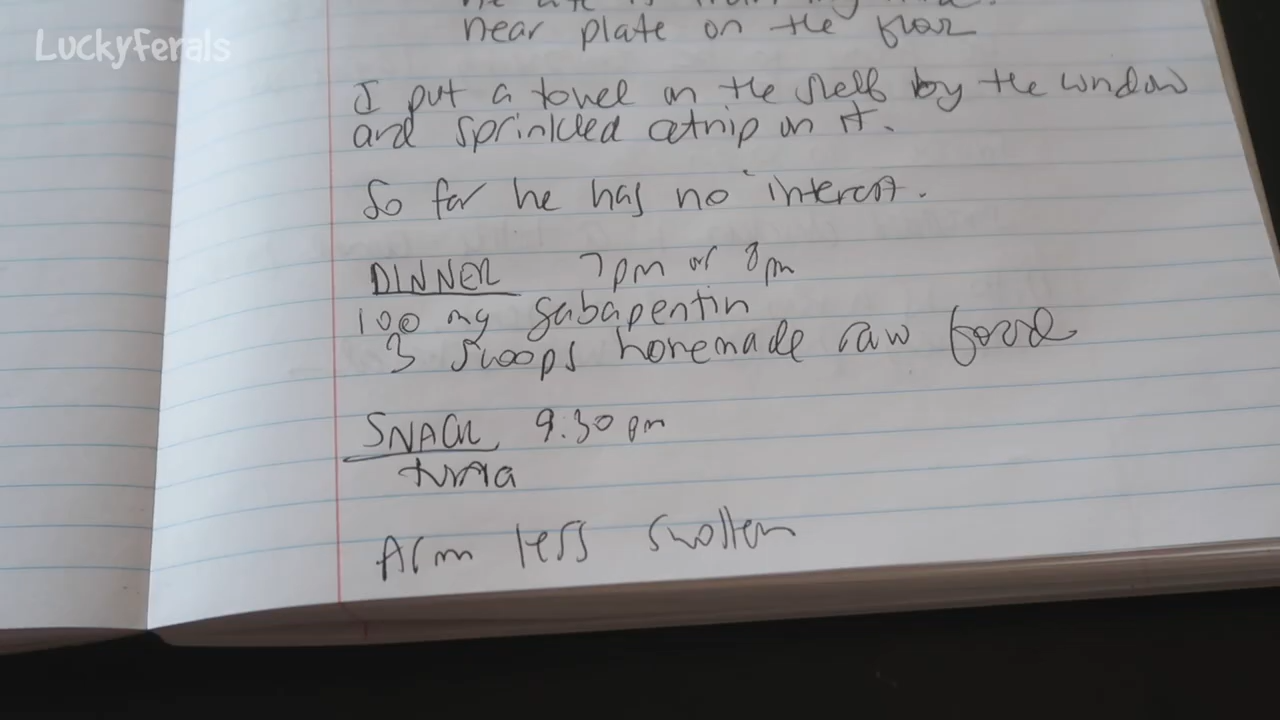 LuckyFerals
near plate on the floor
I put a towel on the shelf by the window
and sprinkled catnip on it.
So far he has no interest.
DINNER 7pm or 8pm
100 mg gabapentin
3 scoops homemade raw food
SNACK 9.30 pm
tuna
Arm less swollen